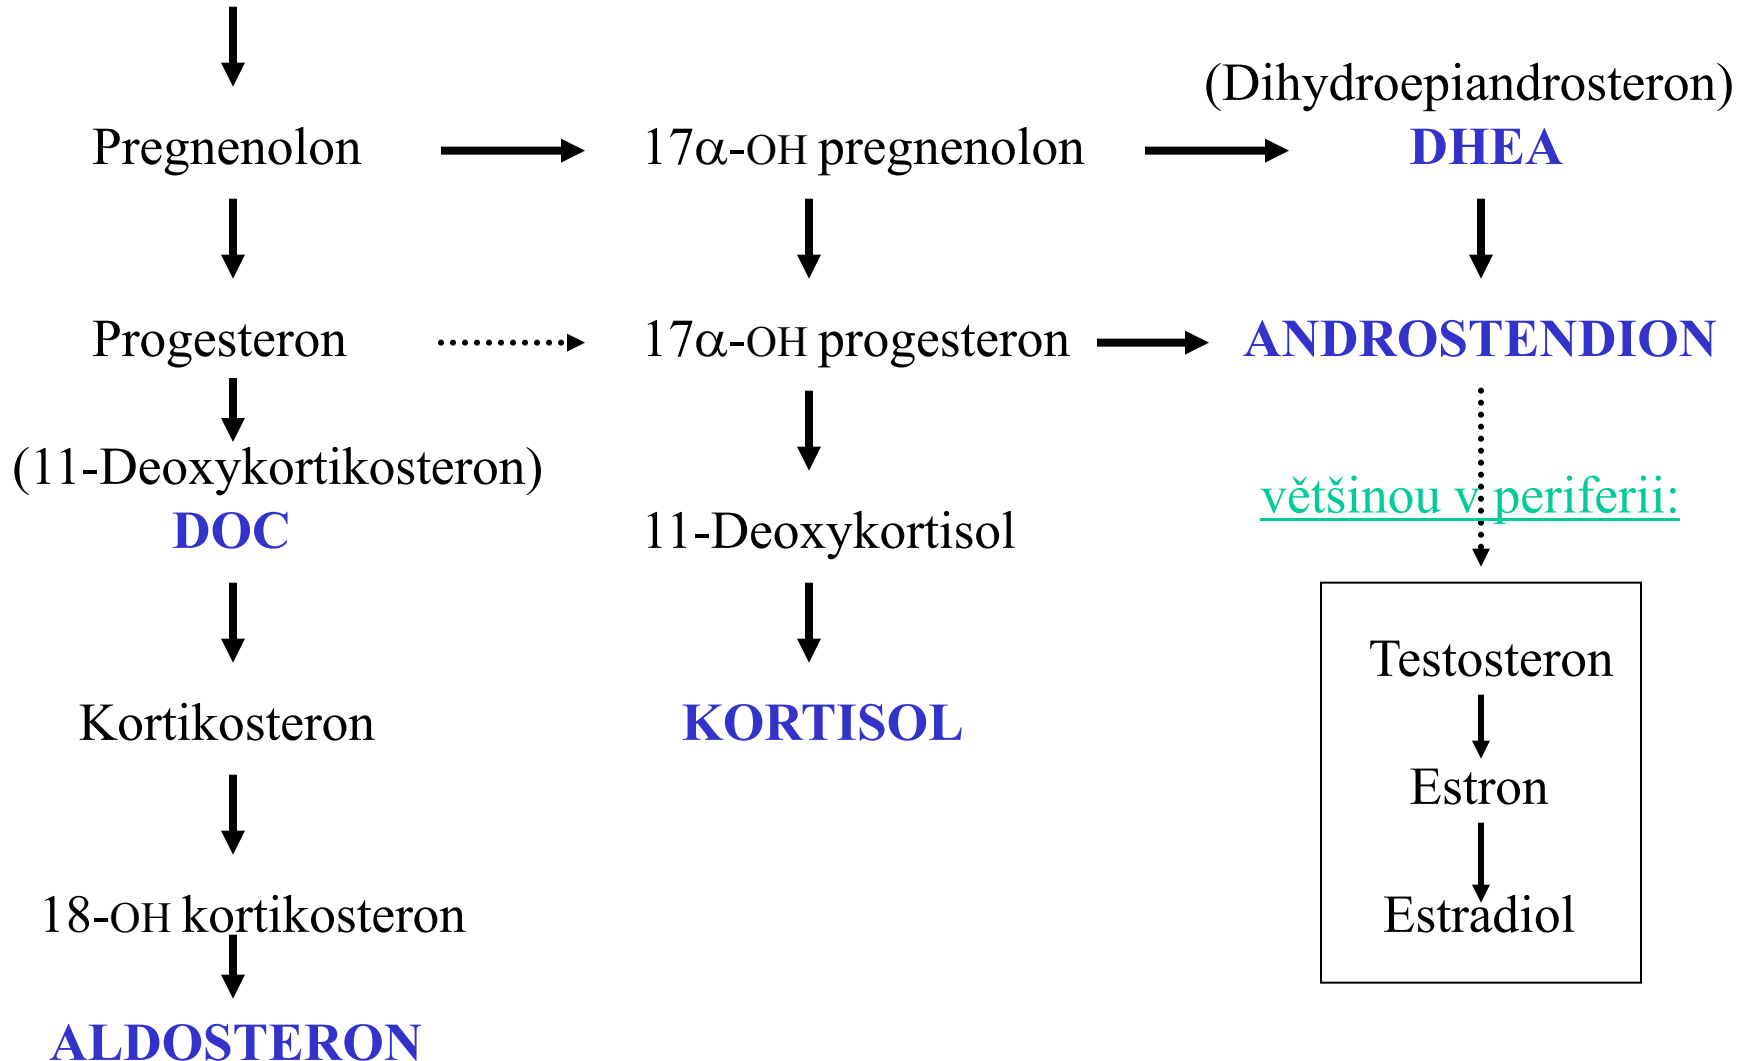 (Dihydroepiandrosteron)
Pregnenolon
17α-OH pregnenolon
DHEA
Progesteron
17α-OH progesteron
ANDROSTENDION
(11-Deoxykortikosteron)
DOC
11-Deoxykortisol
většinou v periferii:
Kortikosteron
KORTISOL
Testosteron
Estron
18-OH kortikosteron
Estradiol
ALDOSTERON